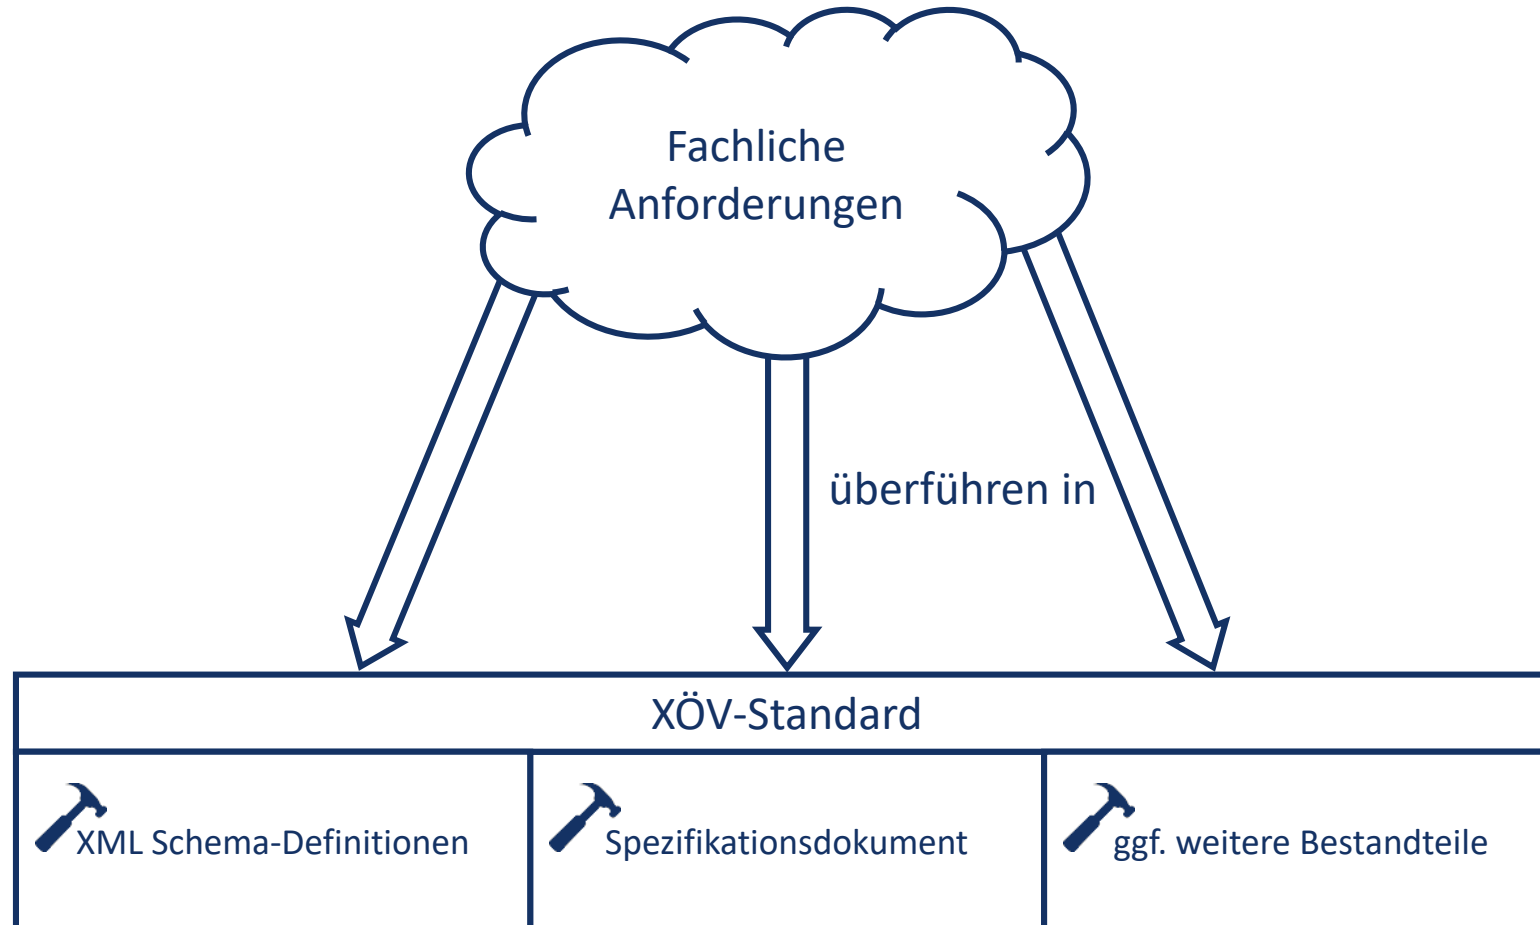 Fachliche
Anforderungen
überführen in
XÖV-Standard
XML Schema-Definitionen
Spezifikationsdokument
ggf. weitere Bestandteile